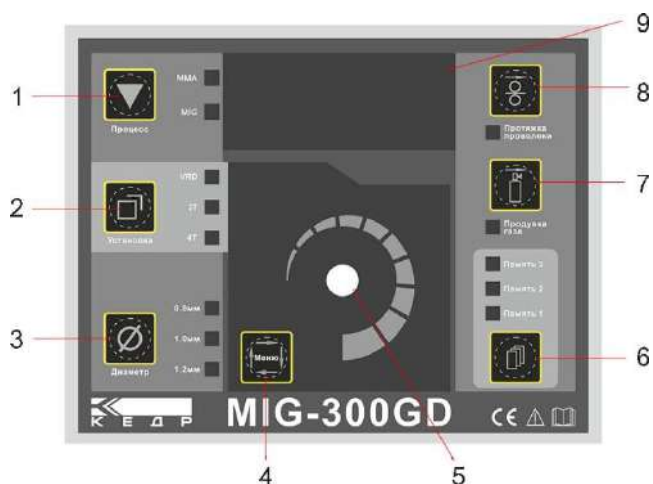 9
1
MMA
MIG
Процесс
8
Протяжка
проволоки
2
VRD
2T
4T
Установка
7
Продувка
газа
Память 3
Память 2
Память 1
3
0.8мм
1.0мм
1.2мм
Диаметр
Меню
6
КЕДР
MIG-300GD
CE
4
5